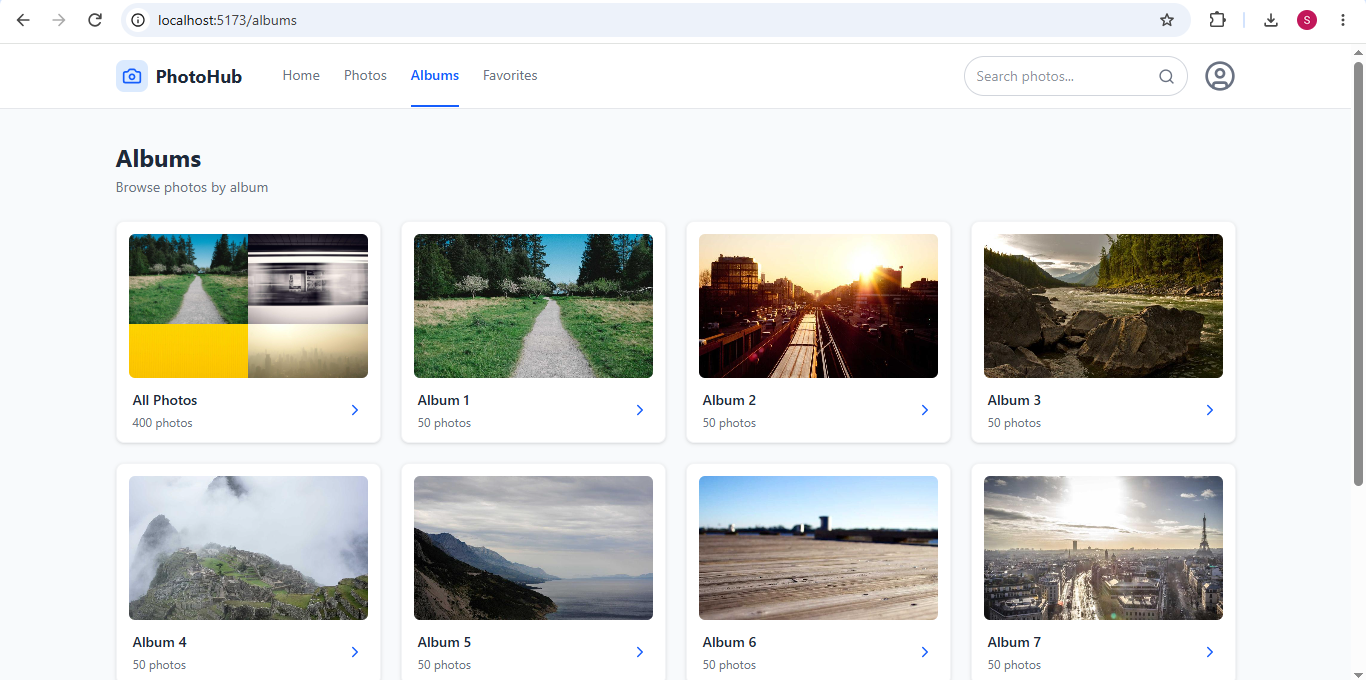 localhost:5173/albums
S
PhotoHub Home Photos Albums Favorites Search photos...
Albums
Browse photos by album
All Photos Album 1 Album 2 Album 3
400 photos 50 photos 50 photos 50 photos
Album 4 Album 5 Album 6 Album 7
50 photos 50 photos 50 photos 50 photos